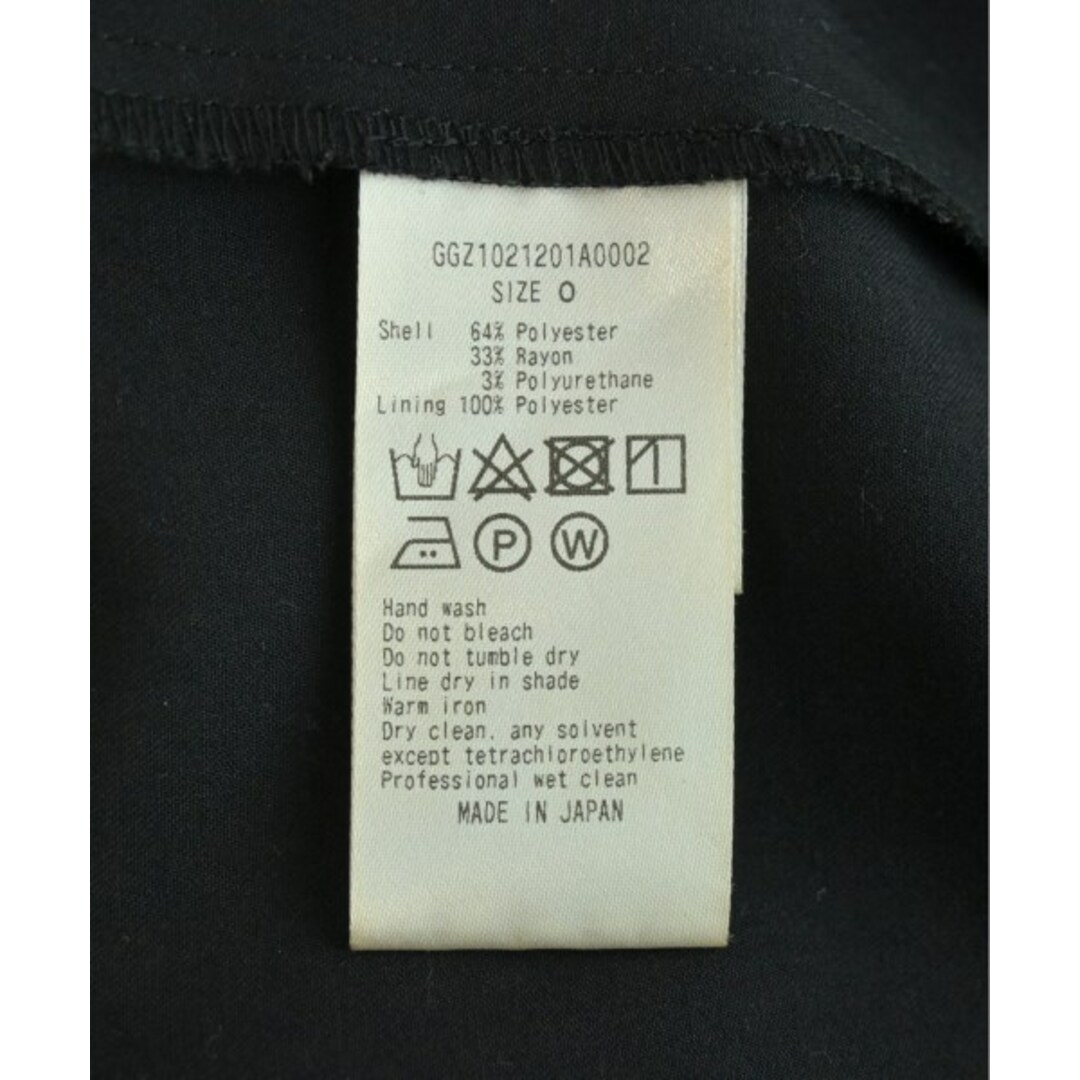 GGZ1021201A0002
SIZE 0
Shell 64% Polyester
33% Rayon
3% Polyurethane
Lining 100% Polyester
P W
Hand wash
Do not bleach
Do not tumble dry
Line dry in shade
Warm iron
Dry clean, any solvent
except tetrachloroethylene
Professional wet clean
MADE IN JAPAN